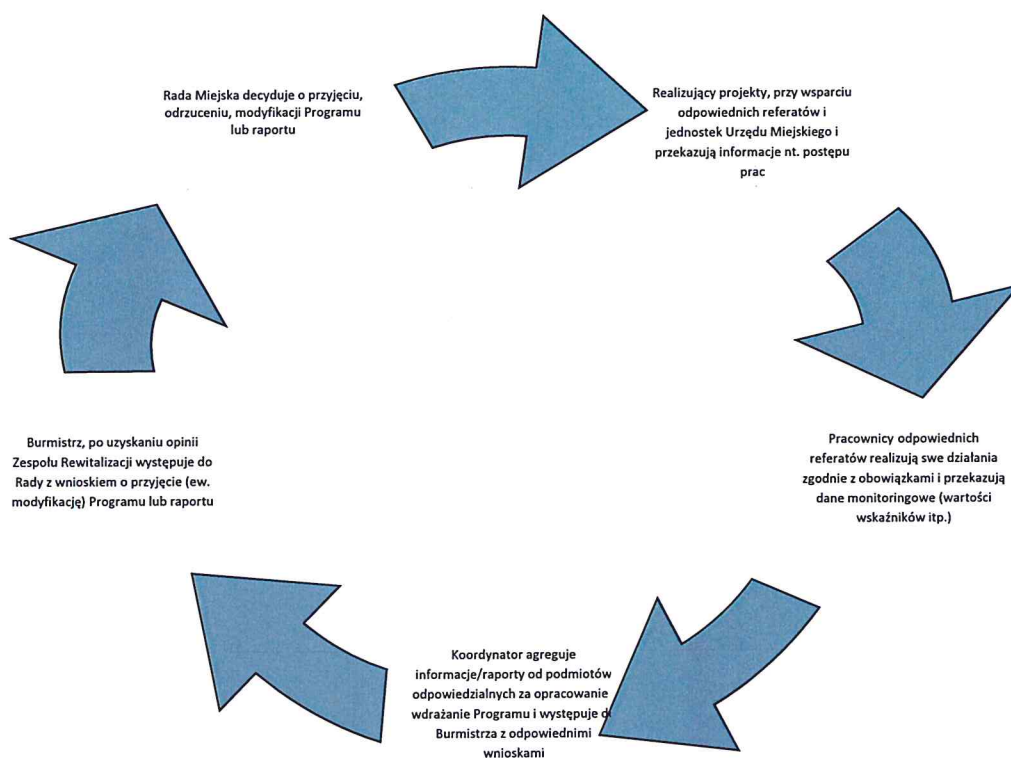 Rada Miejska decyduje o przyjęciu,
odrzuceniu, modyfikacji Programu
lub raportu
Realizujący projekty, przy wsparciu
odpowiednich referatów i
jednostek Urzędu Miejskiego i
przekazują informacje nt. postępu
prac
Pracownicy odpowiednich
referatów realizują swe działania
zgodnie z obowiązkami i przekazują
dane monitoringowe (wartości
wskaźników itp.)
Koordynator agreguje
informacje/raporty od podmiotów
odpowiedzialnych za opracowanie
wdrażanie Programu i występuje
Burmistrza z odpowiednimi
wnioskami
Burmistrz, po uzyskaniu opinii
Zespołu Rewitalizacji występuje do
Rady z wnioskiem o przyjęcie (ew.
modyfikację) Programu lub raportu